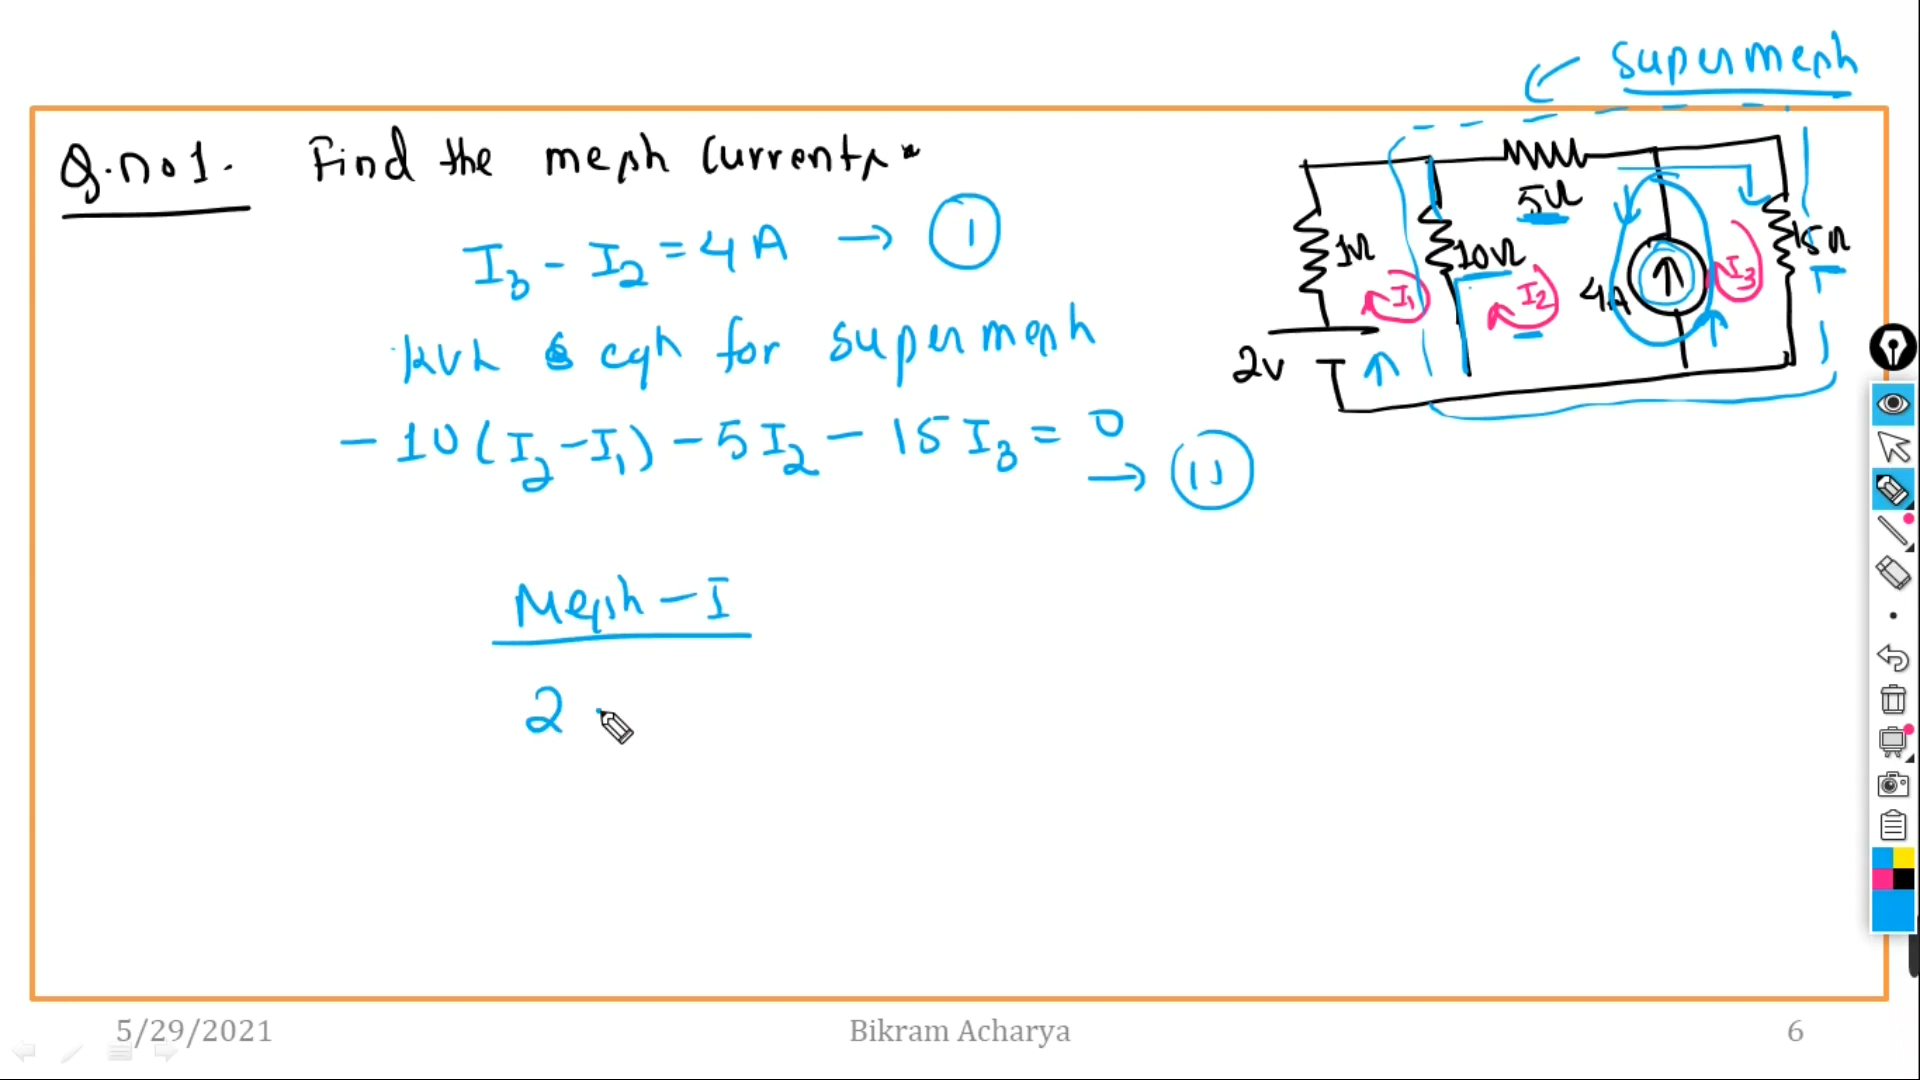 supermesh
Q.no1. Find the mesh currents.
I3 - I2 = 4A → 1
KVL eqn for supermesh
-10(I2-I1) - 5I2 - 15I3 = 0
→ 11
Mesh - I
2
5Ω
1Ω
10Ω
15Ω
I1
I2
4A
I3
2V
5/29/2021
Bikram Acharya
6